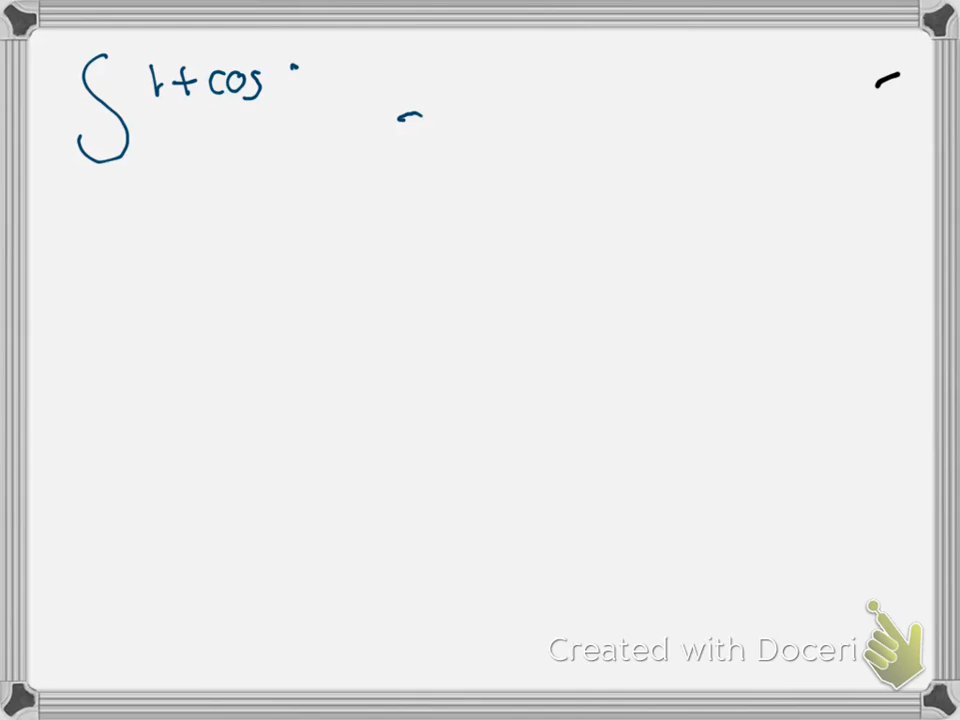 ∫ 1+cos
Created with Doceri